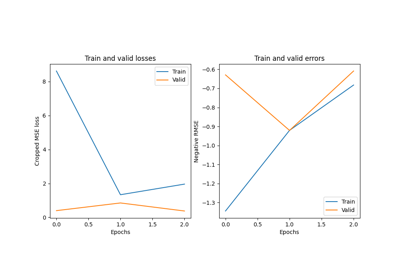 Train and valid losses
Cropped MSE loss
8
6
4
2
0
0.0
0.5
1.0
1.5
2.0
Epochs
Train
Valid
Train and valid errors
Negative RMSE
−0.6
−0.7
−0.8
−0.9
−1.0
−1.1
−1.2
−1.3
0.0
0.5
1.0
1.5
2.0
Epochs
Train
Valid